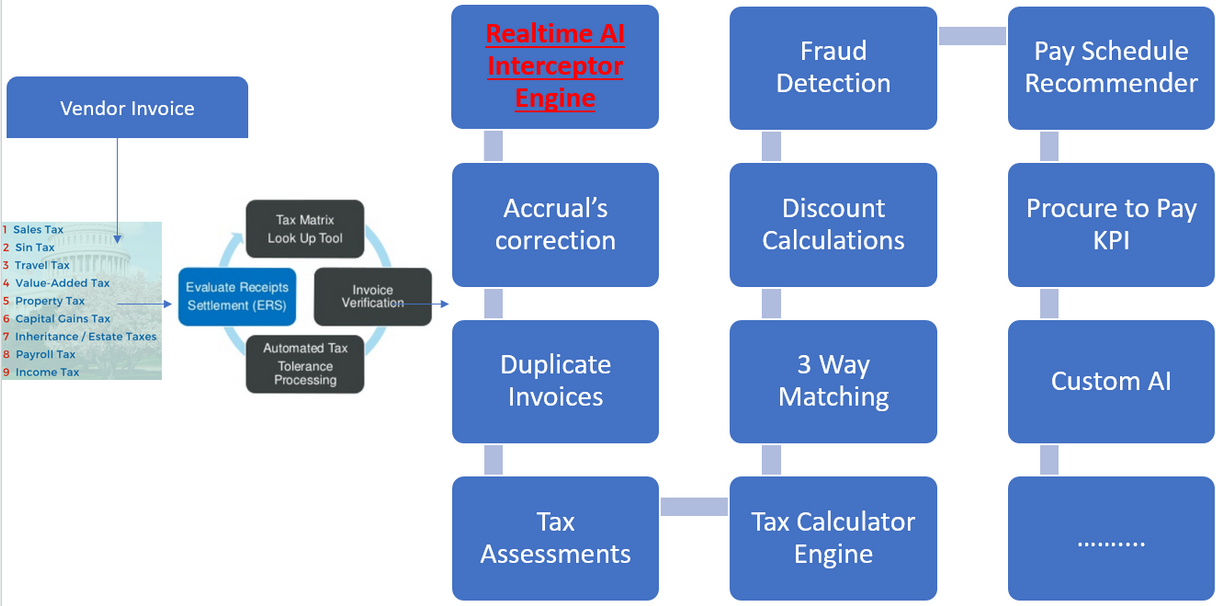 Vendor Invoice
1 Sales Tax
2 Sin Tax
3 Travel Tax
4 Value-Added Tax
5 Property Tax
6 Capital Gains Tax
7 Inheritance / Estate Taxes
8 Payroll Tax
9 Income Tax
Tax Matrix
Look Up Tool
Evaluate Receipts
Settlement (ERS)
Invoice
Verification
Automated Tax
Tolerance
Processing
Realtime AI
Interceptor
Engine
Accrual’s
correction
Duplicate
Invoices
Tax
Assessments
Tax Calculator
Engine
3 Way
Matching
Discount
Calculations
Fraud
Detection
Pay Schedule
Recommender
Procure to Pay
KPI
Custom AI
..........